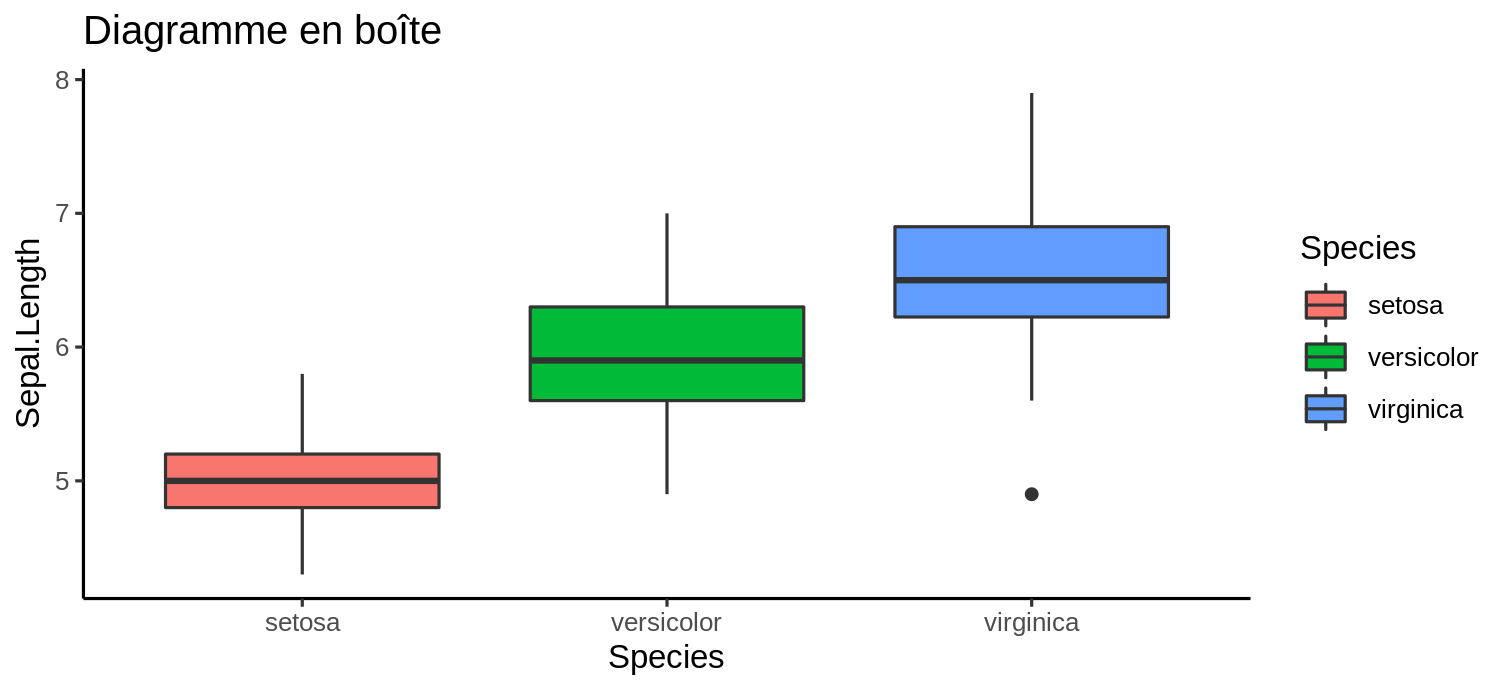 Diagramme en boîte
8
7
6
5
Sepal.Length
setosa versicolor virginica
Species
Species
setosa
versicolor
virginica